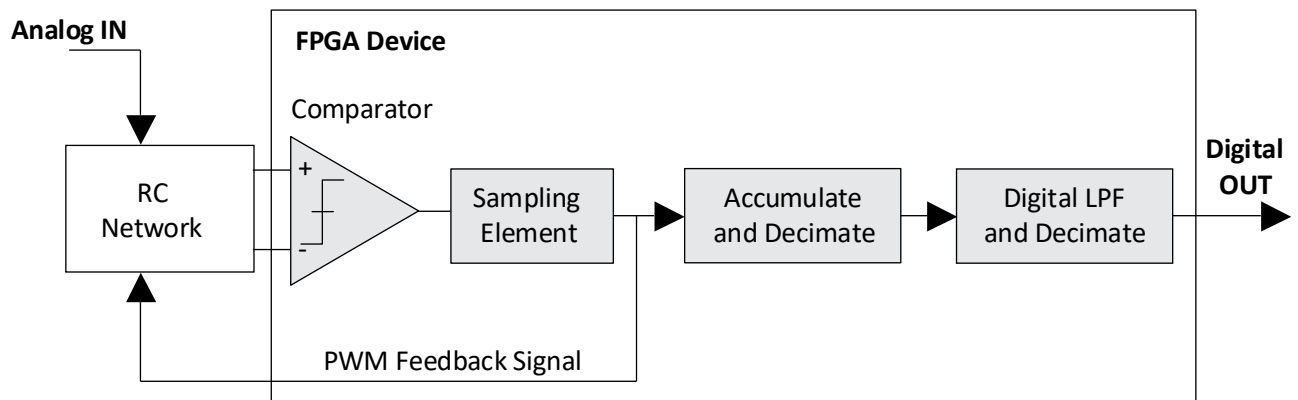 Analog IN
FPGA Device
Comparator
+
-
RC
Network
Sampling
Element
Accumulate
and Decimate
Digital LPF
and Decimate
Digital
OUT
PWM Feedback Signal